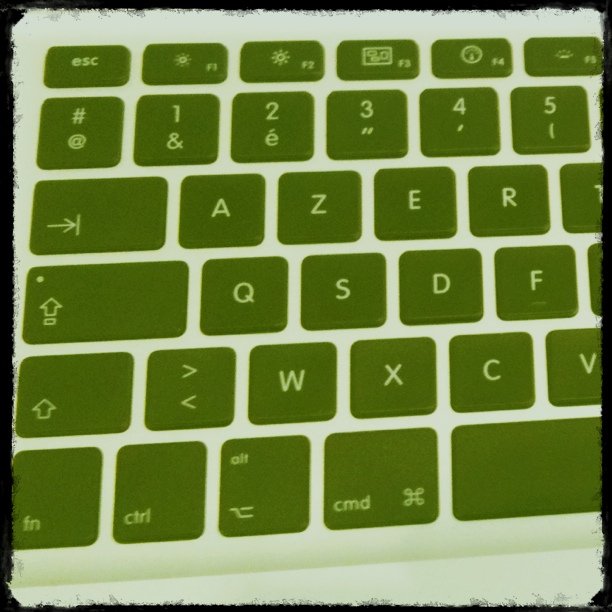 esc F1 F2 F3 F4 F5
# 1 2 3 4 5
@ & é " ' (
A Z E R
Q S D F
> W X C V
<
alt
fn ctrl ⌥ cmd ⌘